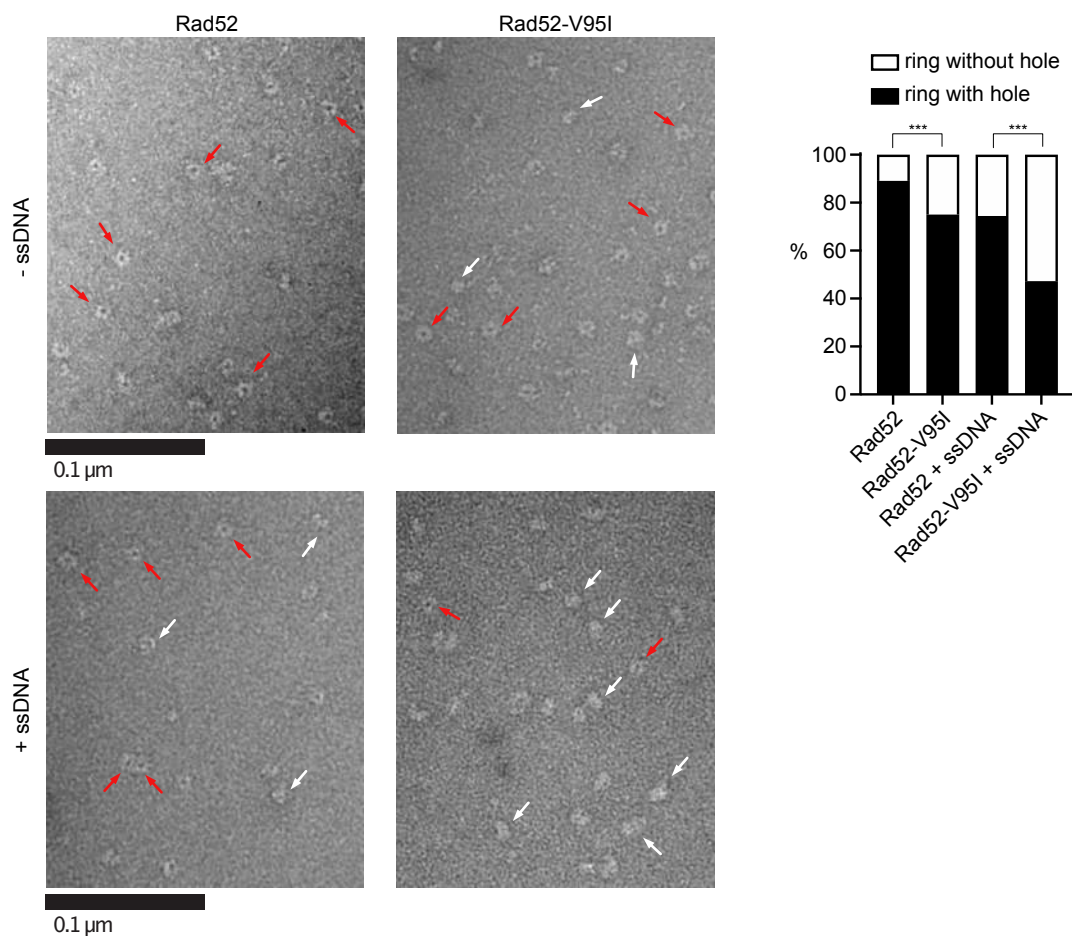 Rad52
Rad52-V95I
- ssDNA
0.1 µm
+ ssDNA
0.1 µm
ring without hole
ring with hole
***
***
100
80
60
40
20
0
%
Rad52
Rad52-V95I
Rad52 + ssDNA
Rad52-V95I + ssDNA